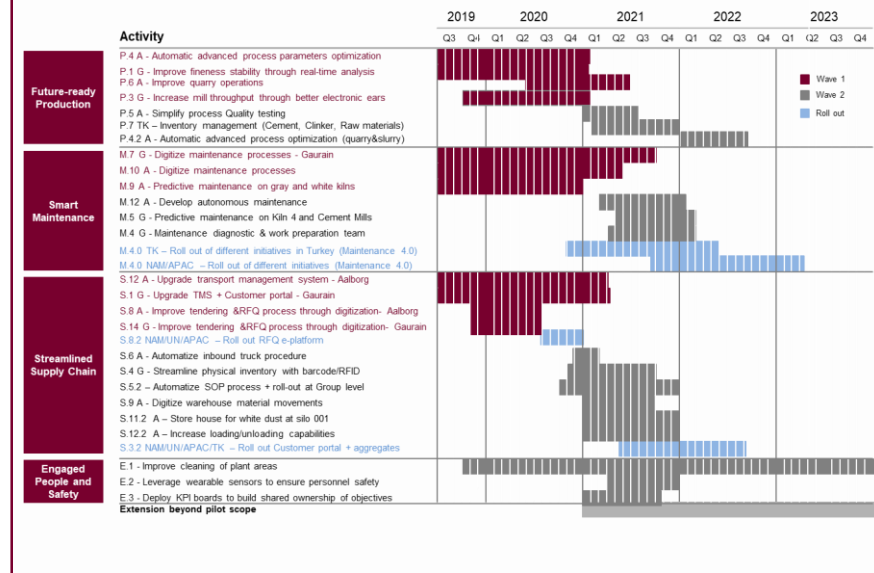 2019 2020 2021 2022 2023
Activity
Q3 Q4 Q1 Q2 Q3 Q4 Q1 Q2 Q3 Q4 Q1 Q2 Q3 Q4 Q1 Q2 Q3 Q4
Future-ready
Production
P.4 A - Automatic advanced process parameters optimization
P.1 G - Improve fineness stability through real-time analysis
P.6 A - Improve quarry operations
P.3 G - Increase mill throughput through better electronic ears
P.5 A - Simplify process Quality testing
P.7 TK – Inventory management (Cement, Clinker, Raw materials)
P.4.2 A - Automatic advanced process optimization (quarry&slurry)
Wave 1
Wave 2
Roll out
Smart
Maintenance
M.7 G - Digitize maintenance processes - Gaurain
M.10 A - Digitize maintenance processes
M.9 A - Predictive maintenance on gray and white kilns
M.12 A - Develop autonomous maintenance
M.5 G - Predictive maintenance on Kiln 4 and Cement Mills
M.4 G - Maintenance diagnostic & work preparation team
M.4.0 TK – Roll out of different initiatives in Turkey (Maintenance 4.0)
M.4.0 NAM/APAC – Roll out of different initiatives (Maintenance 4.0)
Streamlined
Supply Chain
S.12 A - Upgrade transport management system - Aalborg
S.1 G - Upgrade TMS + Customer portal - Gaurain
S.8 A - Improve tendering &RFQ process through digitization- Aalborg
S.14 G - Improve tendering &RFQ process through digitization- Gaurain
S.8.2 NAM/UN/APAC – Roll out RFQ e-platform
S.6 A - Automatize inbound truck procedure
S.4 G - Streamline physical inventory with barcode/RFID
S.5.2 – Automatize SOP process + roll-out at Group level
S.9 A - Digitize warehouse material movements
S.11.2 A – Store house for white dust at silo 001
S.12.2 A – Increase loading/unloading capabilities
S.3.2 NAM/UN/APAC/TK – Roll out Customer portal + aggregates
Engaged
People and
Safety
E.1 - Improve cleaning of plant areas
E.2 - Leverage wearable sensors to ensure personnel safety
E.3 - Deploy KPI boards to build shared ownership of objectives
Extension beyond pilot scope